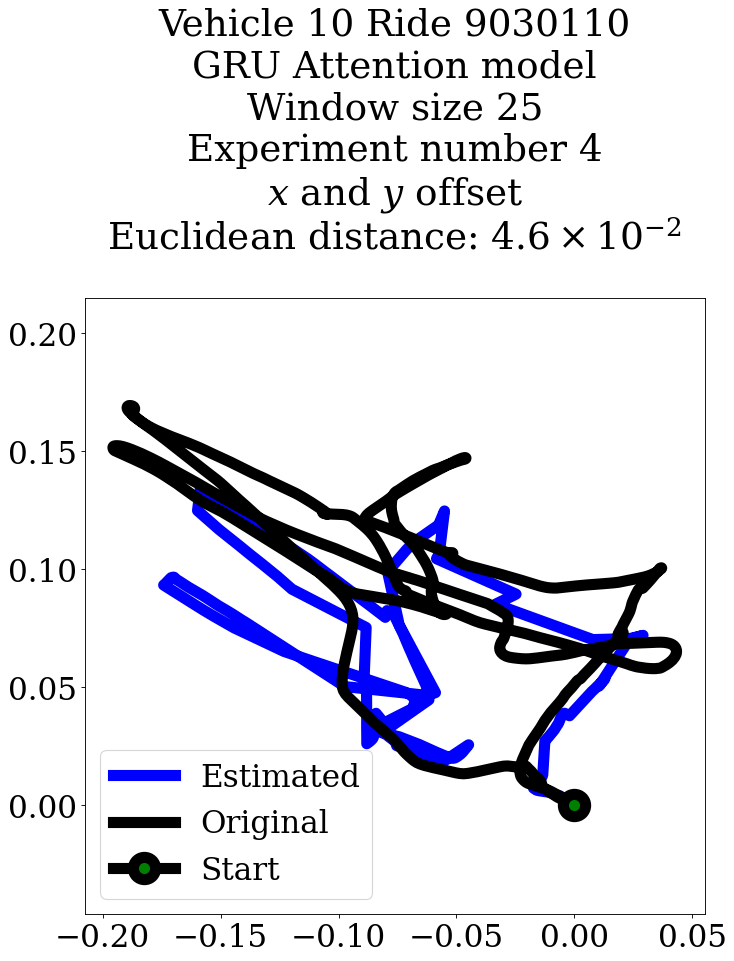 Vehicle 10 Ride 9030110
GRU Attention model
Window size 25
Experiment number 4
x and y offset
Euclidean distance: 4.6 × 10⁻²
0.20
0.15
0.10
0.05
0.00
Estimated
Original
Start
−0.20 −0.15 −0.10 −0.05 0.00 0.05